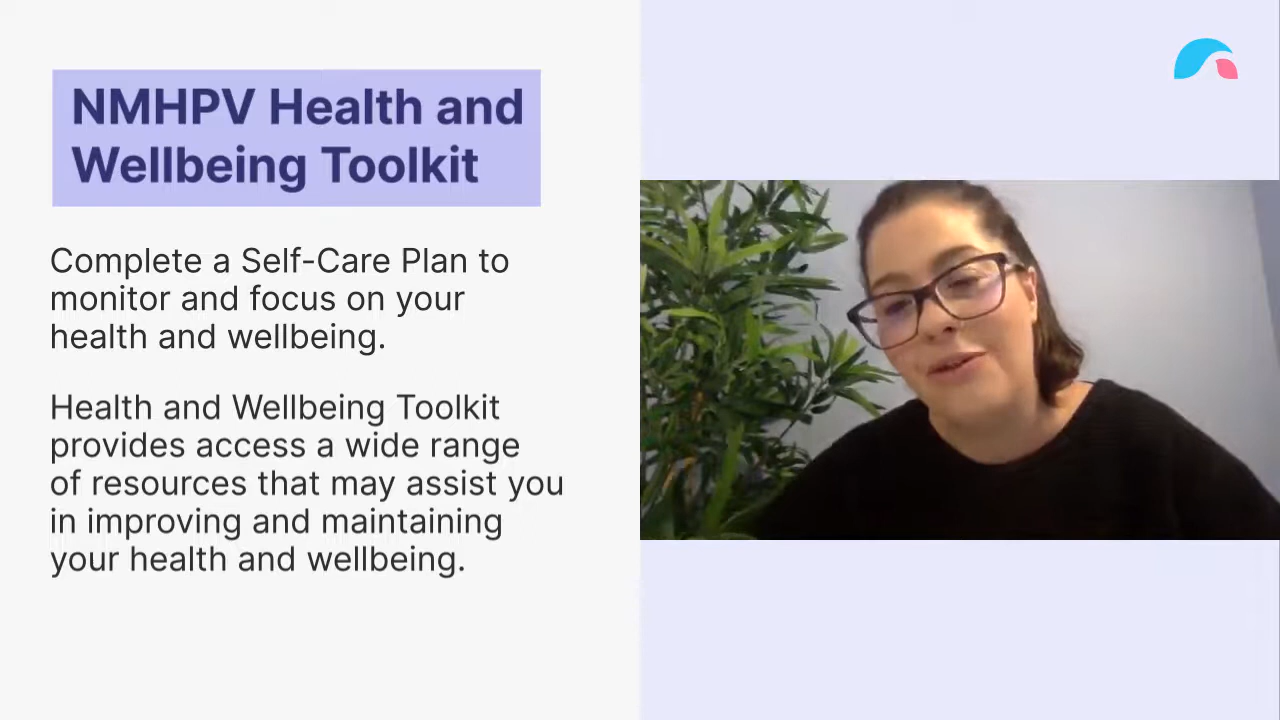 NMHPV Health and
Wellbeing Toolkit
Complete a Self-Care Plan to
monitor and focus on your
health and wellbeing.
Health and Wellbeing Toolkit
provides access a wide range
of resources that may assist you
in improving and maintaining
your health and wellbeing.